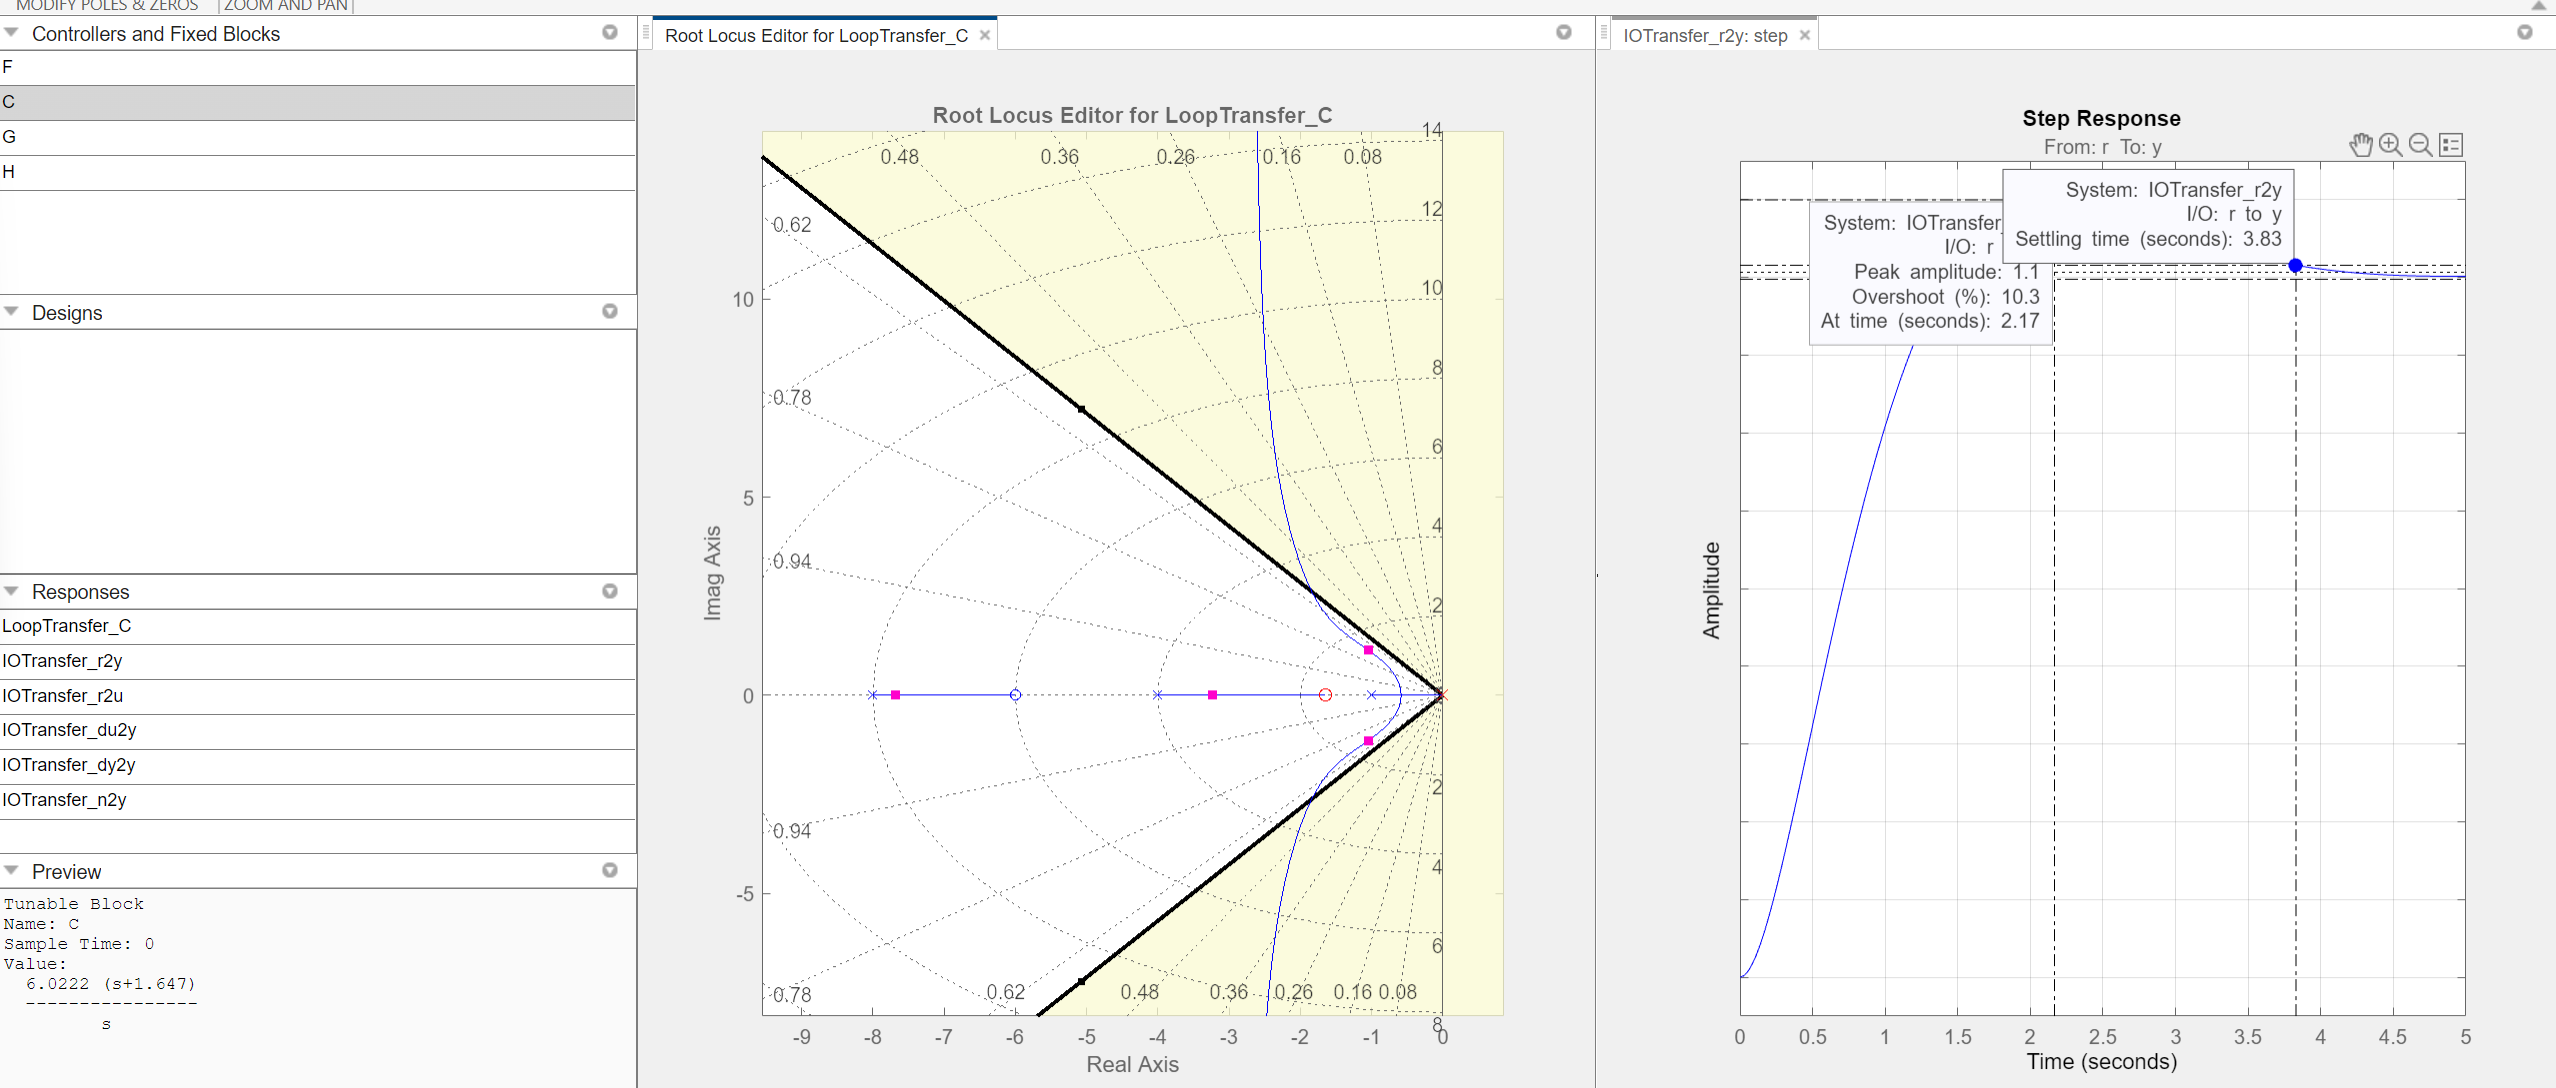 MODIFY POLES & ZEROS
ZOOM AND PAN
Controllers and Fixed Blocks
F
C
G
H
Designs
Responses
LoopTransfer_C
IOTransfer_r2y
IOTransfer_r2u
IOTransfer_du2y
IOTransfer_dy2y
IOTransfer_n2y
Preview
Tunable Block
Name: C
Sample Time: 0
Value:
6.0222 (s+1.647)
----------------
s
Root Locus Editor for LoopTransfer_C
Root Locus Editor for LoopTransfer_C
0.48
0.36
0.26
0.16
0.08
14
0.62
12
10
10
0.78
8
6
5
4
0.94
2
0
0.94
2
4
-5
6
0.78
0.62
0.48
0.36
0.26
0.16
0.08
8
-9
-8
-7
-6
-5
-4
-3
-2
-1
0
Imag Axis
Real Axis
IOTransfer_r2y: step
Step Response
From: r To: y
System: IOTransfer_r2y
I/O: r to y
Settling time (seconds): 3.83
System: IOTransfer_
I/O: r
Peak amplitude: 1.1
Overshoot (%): 10.3
At time (seconds): 2.17
Amplitude
0
0.5
1
1.5
2
2.5
3
3.5
4
4.5
5
Time (seconds)